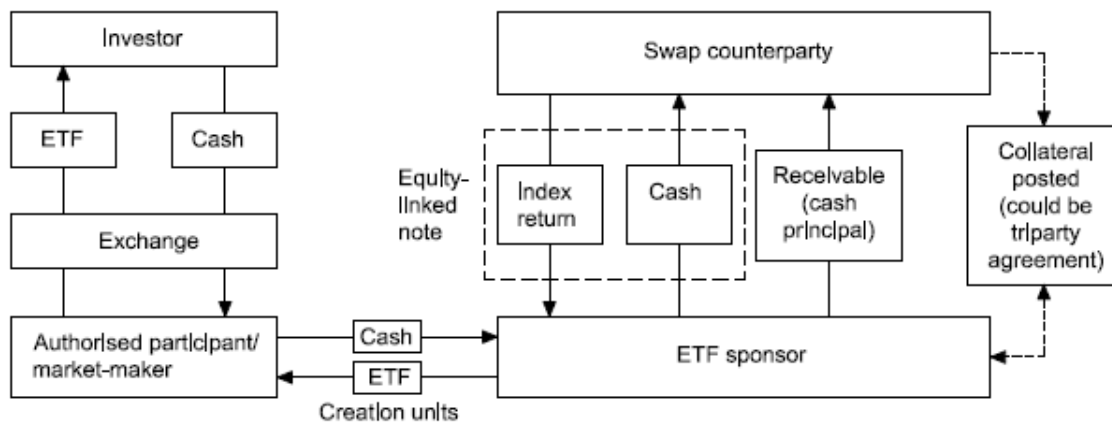 Investor
Swap counterparty
ETF
Cash
Equity-
linked
note
Index
return
Cash
Receivable
(cash
principal)
Collateral
posted
(could be
triparty
agreement)
Exchange
Authorised participant/
market-maker
Cash
ETF
Creation units
ETF sponsor